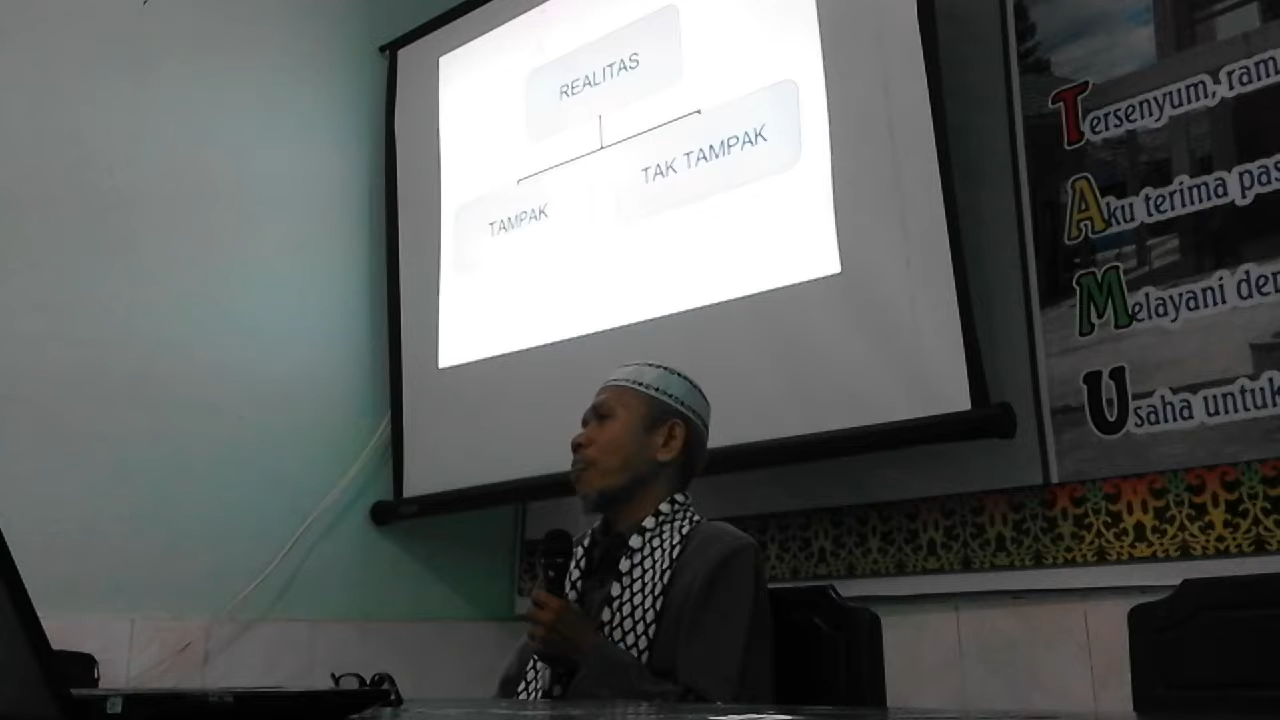 REALITAS
TAK TAMPAK
TAMPAK
Tersenyum, ram
Aku terima pas
Melayani den
Usaha untuk